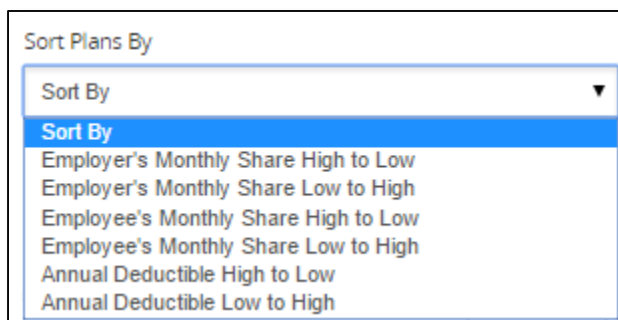 Sort Plans By
Sort By
Sort By
Employer's Monthly Share High to Low
Employer's Monthly Share Low to High
Employee's Monthly Share High to Low
Employee's Monthly Share Low to High
Annual Deductible High to Low
Annual Deductible Low to High